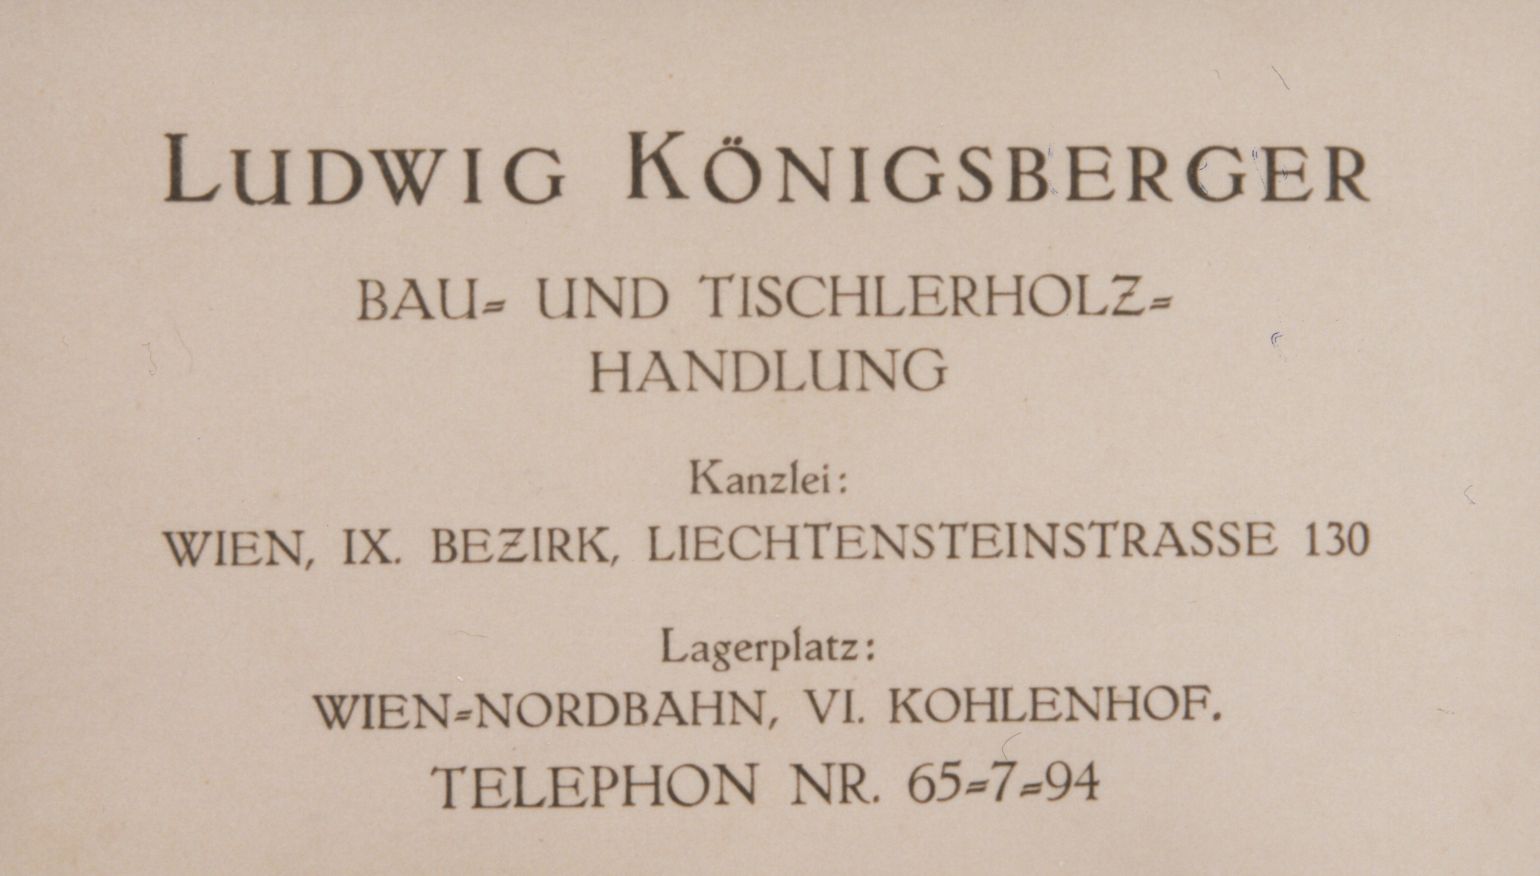 LUDWIG KÖNIGSBERGER
BAU= UND TISCHLERHOLZ=
HANDLUNG
Kanzlei:
WIEN, IX. BEZIRK, LIECHTENSTEINSTRASSE 130
Lagerplatz:
WIEN=NORDBAHN, VI. KOHLENHOF.
TELEPHON NR. 65=7=94